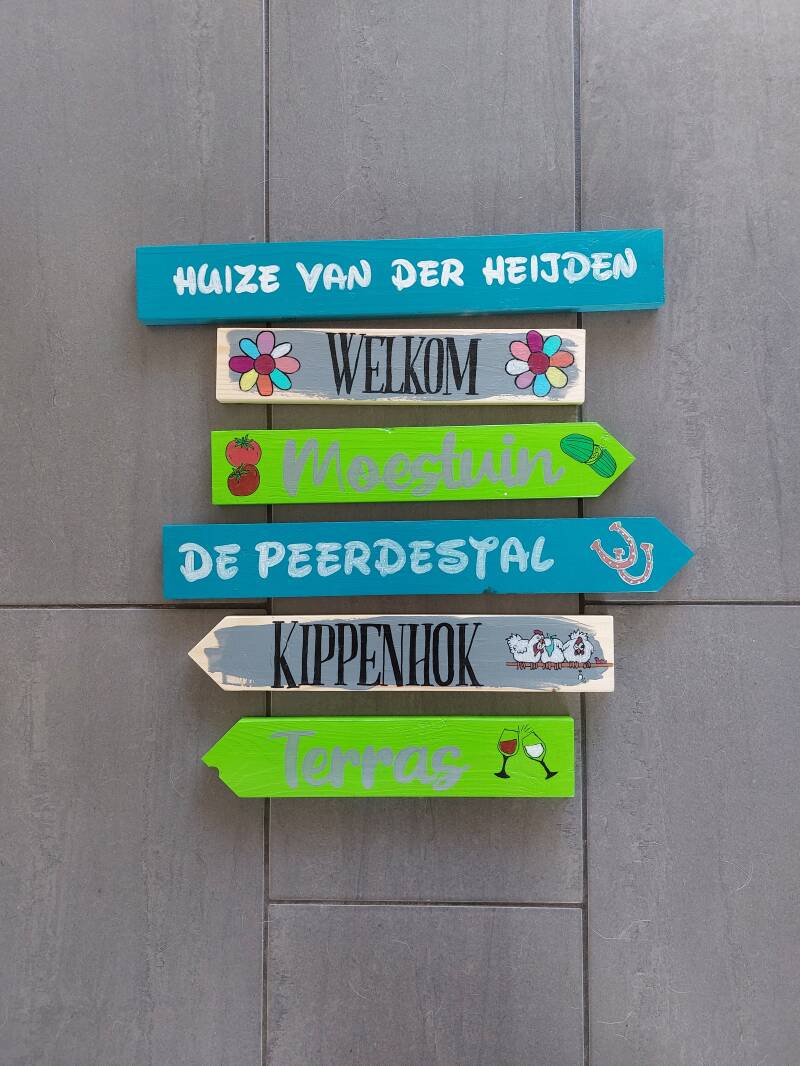 HUIZE VAN DER HEIJDEN
WELKOM
Moestuin
DE PEERDESTAL
KIPPENHOK
Terras